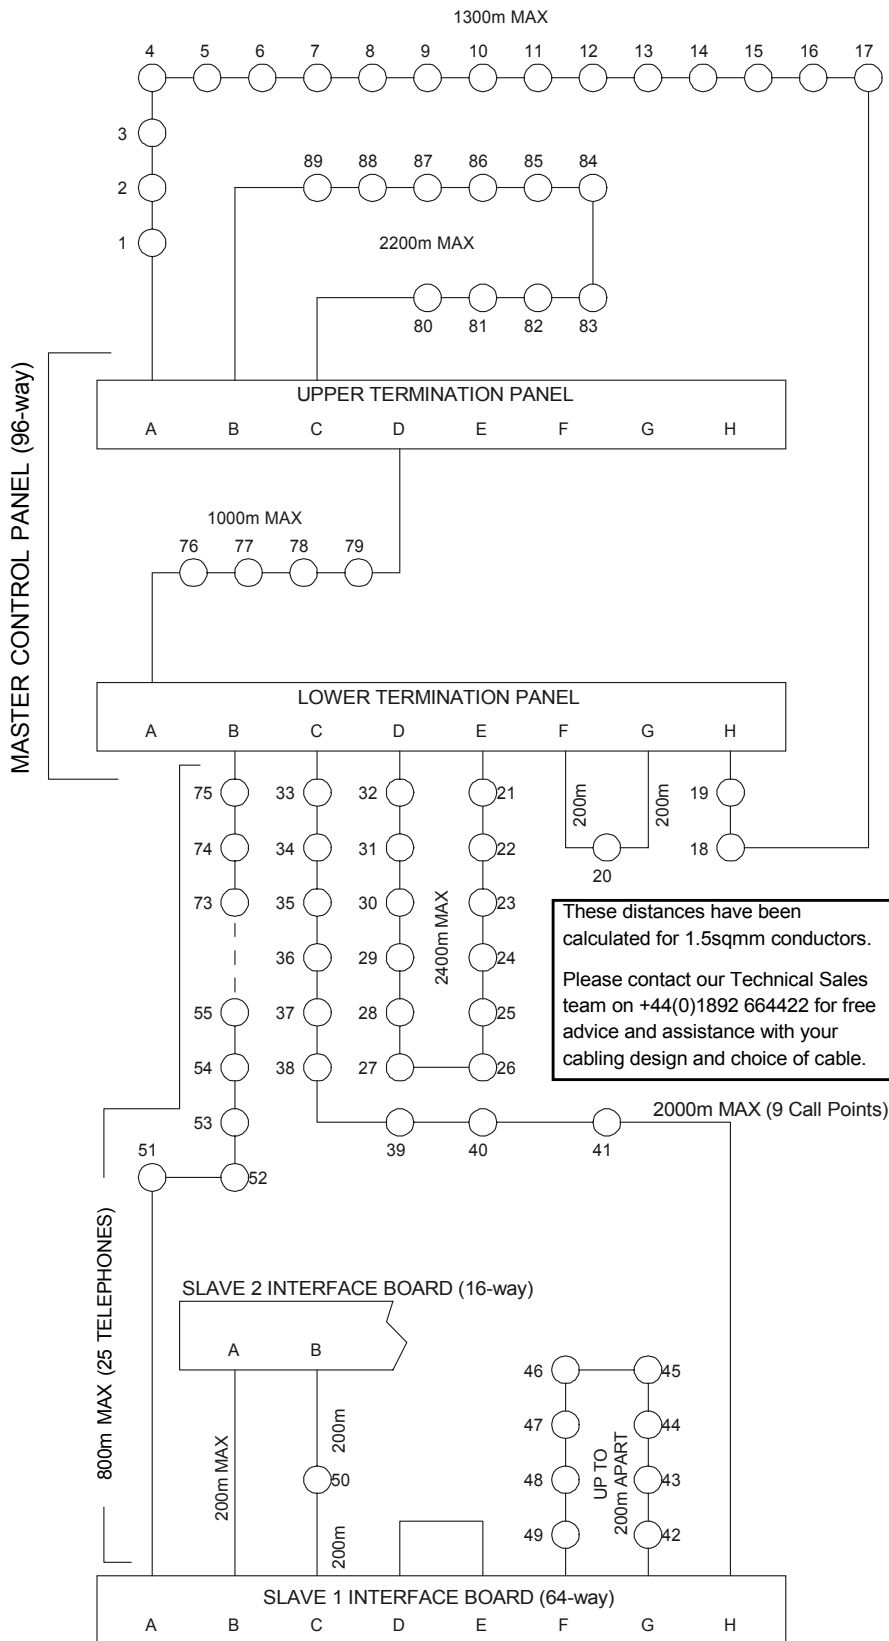 1300m MAX
4 5 6 7 8 9 10 11 12 13 14 15 16 17
3
89 88 87 86 85 84
2
1
2200m MAX
80 81 82 83
MASTER CONTROL PANEL (96-way)
UPPER TERMINATION PANEL
A B C D E F G H
1000m MAX
76 77 78 79
LOWER TERMINATION PANEL
A B C D E F G H
75 33 32 21 19
200m
200m
74 34 31 22 18
20
73 35 30 23
2400m MAX
36 29 24
55 37 28 25
54 38 27 26
These distances have been
calculated for 1.5sqmm conductors.
Please contact our Technical Sales
team on +44(0)1892 664422 for free
advice and assistance with your
cabling design and choice of cable.
2000m MAX (9 Call Points)
53
39 40 41
51
52
800m MAX (25 TELEPHONES)
SLAVE 2 INTERFACE BOARD (16-way)
A B
46 45
47 44
200m
200m MAX
UP TO
200m APART
50
48 43
49 42
200m
SLAVE 1 INTERFACE BOARD (64-way)
A B C D E F G H